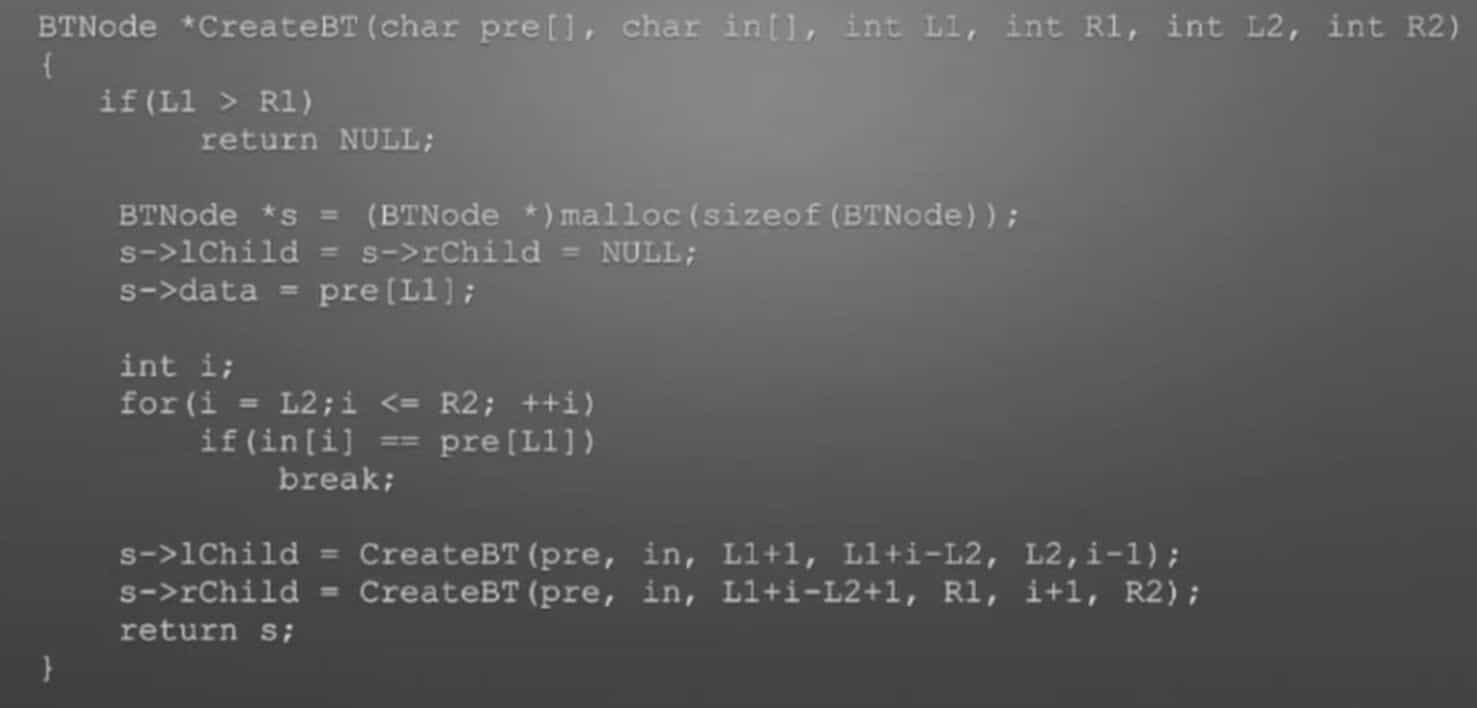 BTNode *CreateBT(char pre[], char in[], int L1, int R1, int L2, int R2)
{
if(L1 > R1)
return NULL;
BTNode *s = (BTNode *)malloc(sizeof(BTNode));
s->lChild = s->rChild = NULL;
s->data = pre[L1];
int i;
for(i = L2;i <= R2; ++i)
if(in[i] == pre[L1])
break;
s->lChild = CreateBT(pre, in, L1+1, L1+i-L2, L2,i-1);
s->rChild = CreateBT(pre, in, L1+i-L2+1, R1, i+1, R2);
return s;
}